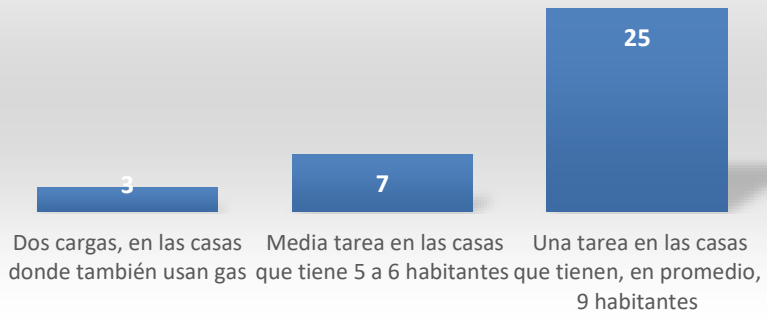 25
7
3
Dos cargas, en las casas
donde también usan gas
Media tarea en las casas
que tiene 5 a 6 habitantes
Una tarea en las casas
que tienen, en promedio,
9 habitantes